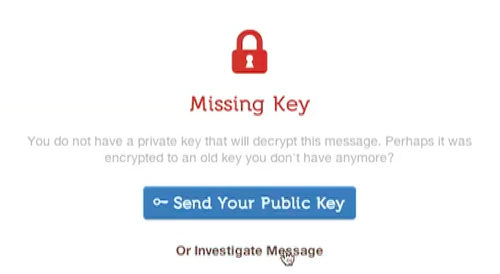 Missing Key
You do not have a private key that will decrypt this message. Perhaps it was
encrypted to an old key you don't have anymore?
Send Your Public Key
Or Investigate Message